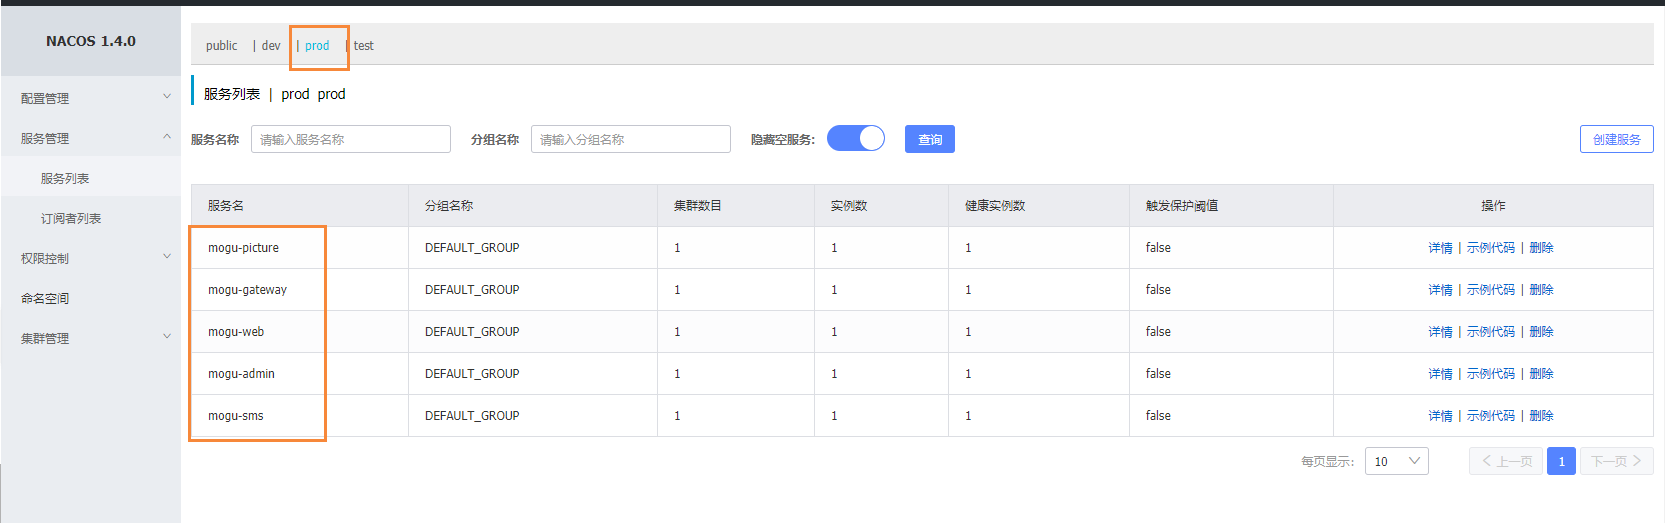 NACOS 1.4.0
配置管理
服务管理
服务列表
订阅者列表
权限控制
命名空间
集群管理
public | dev | prod | test
服务列表 | prod prod
服务名称 请输入服务名称 分组名称 请输入分组名称 隐藏空服务: 查询 创建服务
服务名 分组名称 集群数目 实例数 健康实例数 触发保护阈值 操作
mogu-picture DEFAULT_GROUP 1 1 1 false 详情 | 示例代码 | 删除
mogu-gateway DEFAULT_GROUP 1 1 1 false 详情 | 示例代码 | 删除
mogu-web DEFAULT_GROUP 1 1 1 false 详情 | 示例代码 | 删除
mogu-admin DEFAULT_GROUP 1 1 1 false 详情 | 示例代码 | 删除
mogu-sms DEFAULT_GROUP 1 1 1 false 详情 | 示例代码 | 删除
每页显示: 10 上一页 1 下一页